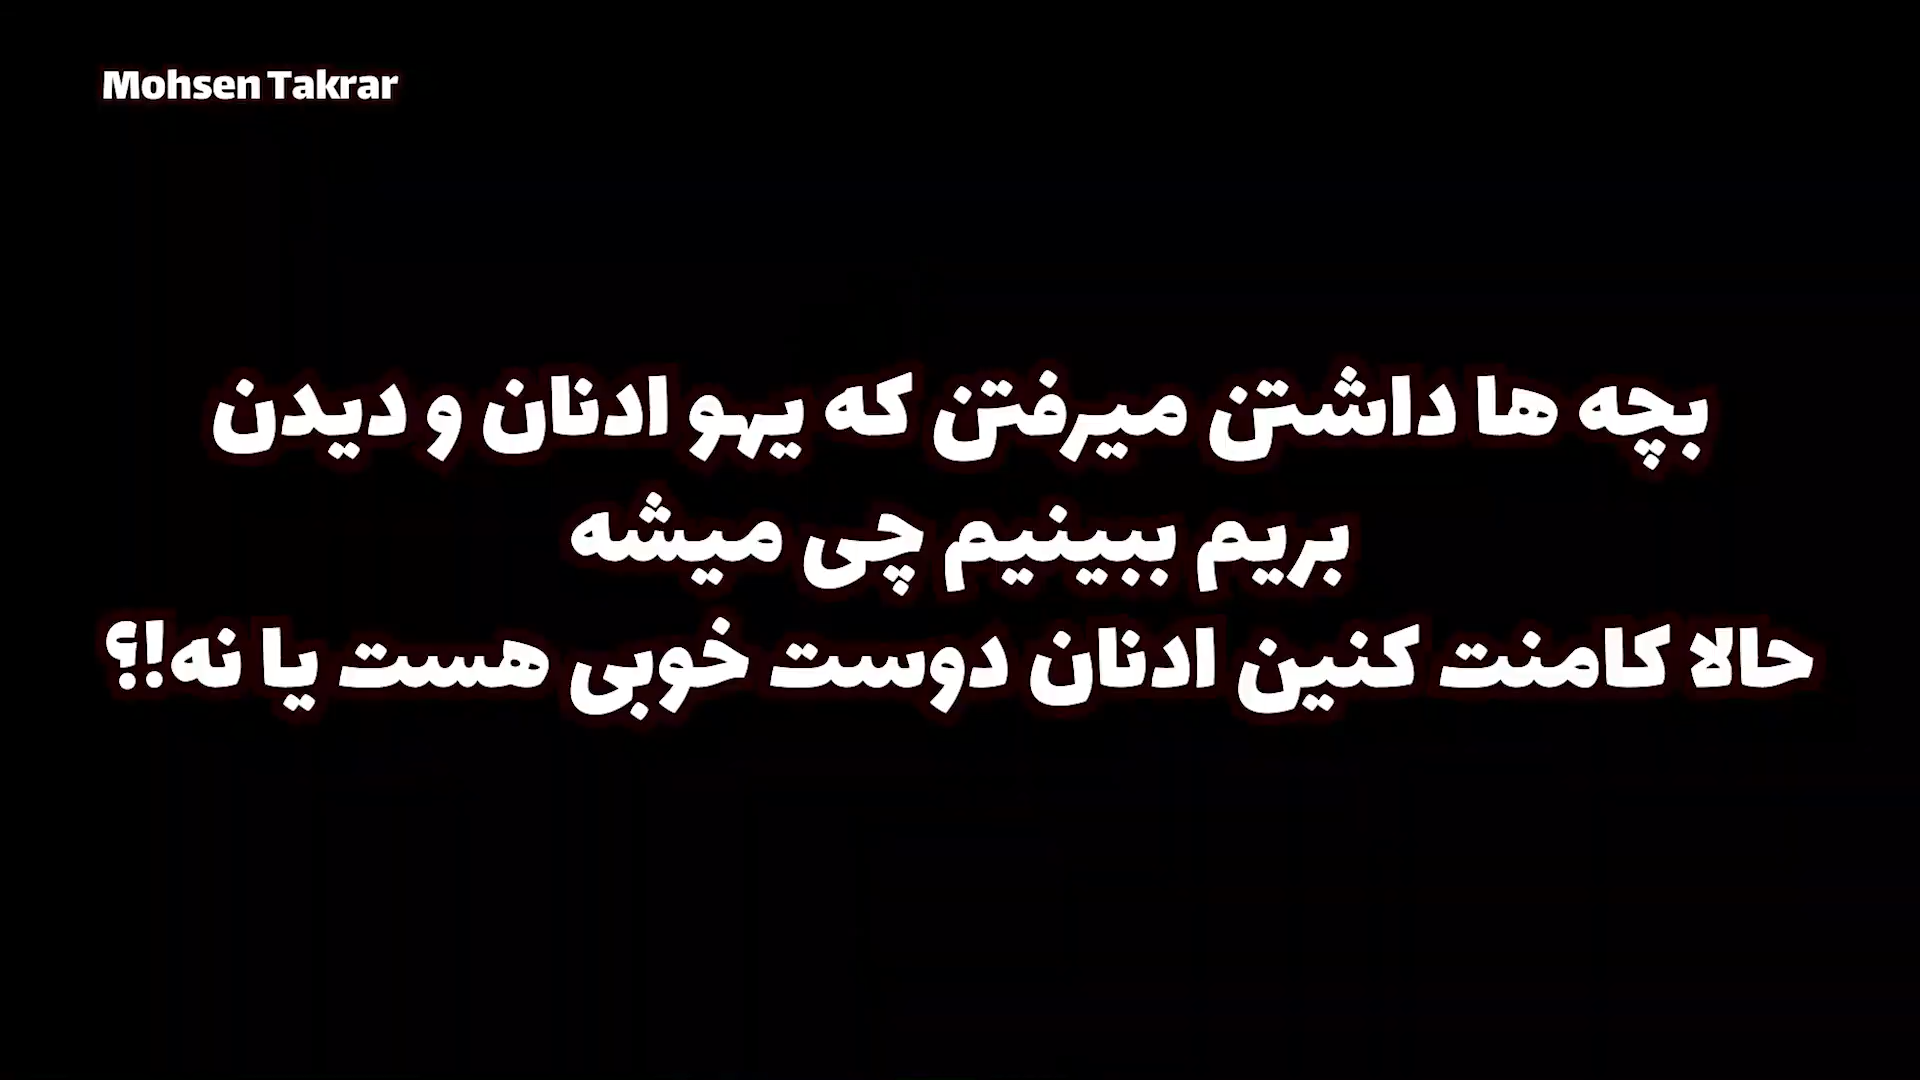 Mohsen Takrar
بچه ها داشتن میرفتن که یهو ادنان و دیدن
بریم ببینیم چی میشه
حالا کامنت کنین ادنان دوست خوبی هست یا نه!؟